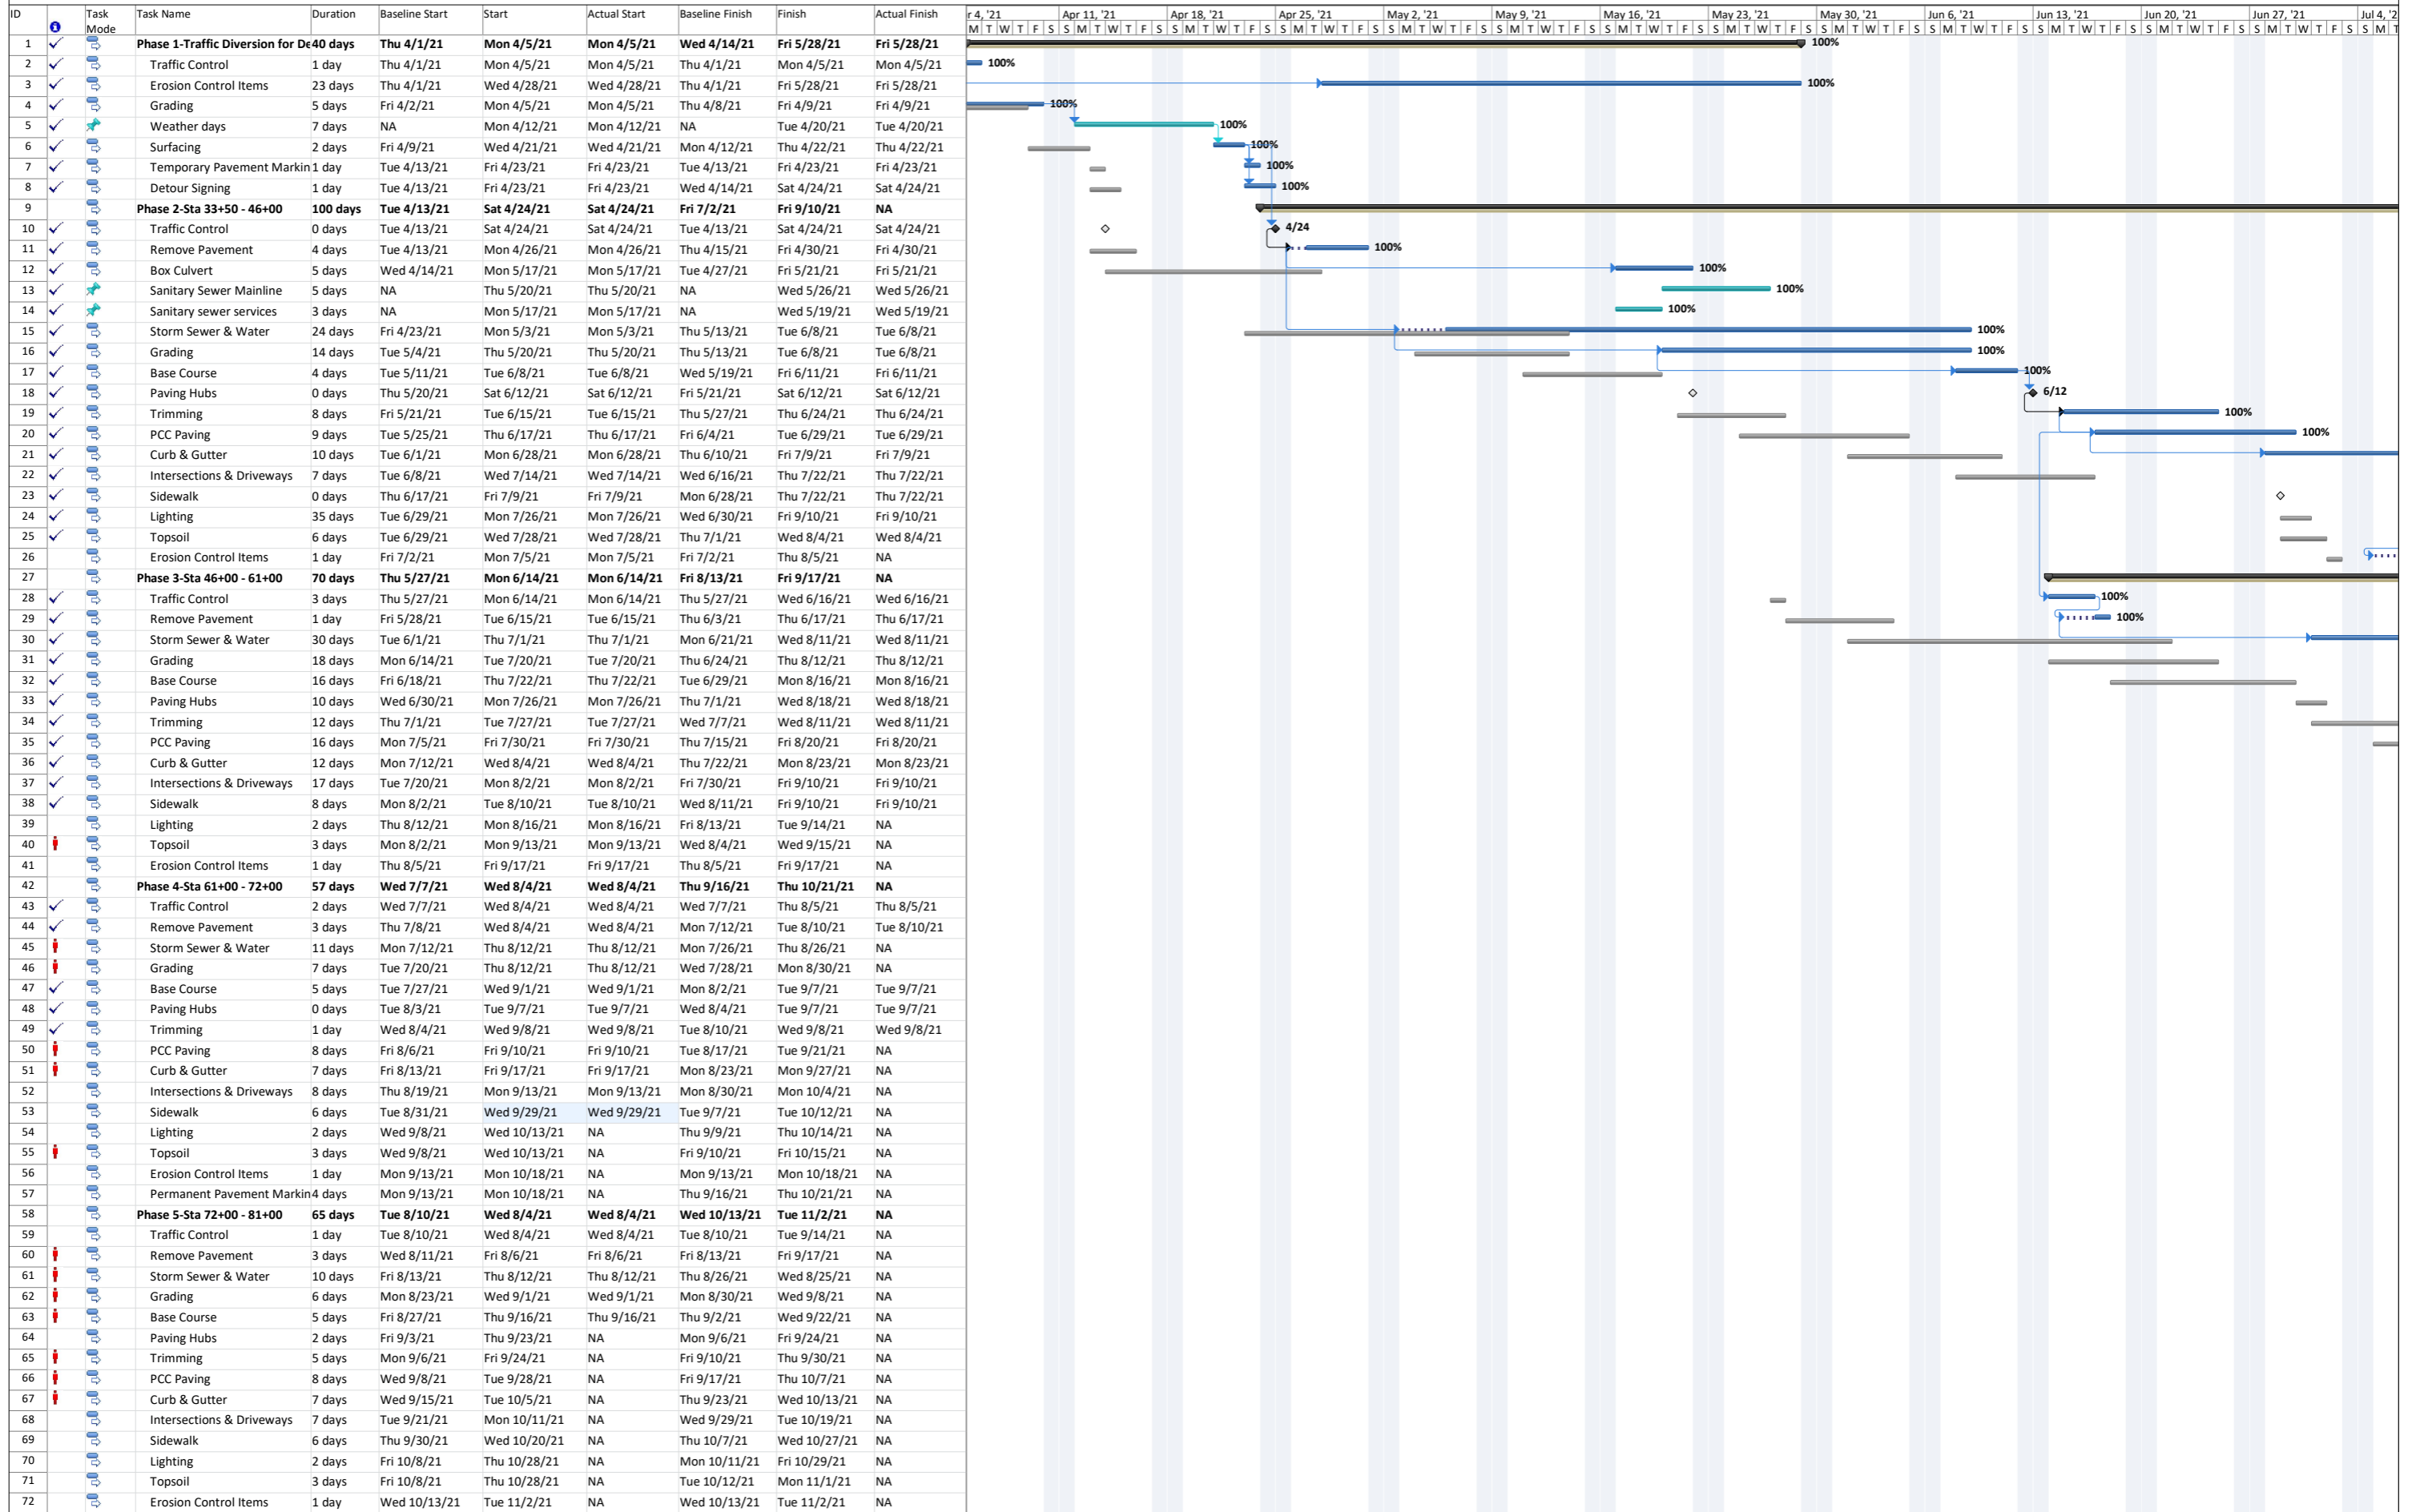 ID Task Mode Task Name Duration Baseline Start Start Actual Start Baseline Finish Finish Actual Finish
r 4, '21 Apr 11, '21 Apr 18, '21 Apr 25, '21 May 2, '21 May 9, '21 May 16, '21 May 23, '21 May 30, '21 Jun 6, '21 Jun 13, '21 Jun 20, '21 Jun 27, '21 Jul 4, '2
M T W T F S S M T W T F S S M T W T F S S M T W T F S S M T W T F S S M T W T F S S M T W T F S S M T W T F S S M T W T F S S M T W T F S S M T W T F S S M T W T F S S M T W T F S S M T
1 Phase 1-Traffic Diversion for De 40 days Thu 4/1/21 Mon 4/5/21 Mon 4/5/21 Wed 4/14/21 Fri 5/28/21 Fri 5/28/21 100%
2 Traffic Control 1 day Thu 4/1/21 Mon 4/5/21 Mon 4/5/21 Thu 4/1/21 Mon 4/5/21 Mon 4/5/21 100%
3 Erosion Control Items 23 days Thu 4/1/21 Wed 4/28/21 Wed 4/28/21 Thu 4/1/21 Fri 5/28/21 Fri 5/28/21 100%
4 Grading 5 days Fri 4/2/21 Mon 4/5/21 Mon 4/5/21 Thu 4/8/21 Fri 4/9/21 Fri 4/9/21 100%
5 Weather days 7 days NA Mon 4/12/21 Mon 4/12/21 NA Tue 4/20/21 Tue 4/20/21 100%
6 Surfacing 2 days Fri 4/9/21 Wed 4/21/21 Wed 4/21/21 Mon 4/12/21 Thu 4/22/21 Thu 4/22/21 100%
7 Temporary Pavement Markin 1 day Tue 4/13/21 Fri 4/23/21 Fri 4/23/21 Tue 4/13/21 Fri 4/23/21 Fri 4/23/21 100%
8 Detour Signing 1 day Tue 4/13/21 Fri 4/23/21 Fri 4/23/21 Wed 4/14/21 Sat 4/24/21 Sat 4/24/21 100%
9 Phase 2-Sta 33+50 - 46+00 100 days Tue 4/13/21 Sat 4/24/21 Sat 4/24/21 Fri 7/2/21 Fri 9/10/21 NA
10 Traffic Control 0 days Tue 4/13/21 Sat 4/24/21 Sat 4/24/21 Tue 4/13/21 Sat 4/24/21 Sat 4/24/21 4/24
11 Remove Pavement 4 days Tue 4/13/21 Mon 4/26/21 Mon 4/26/21 Thu 4/15/21 Fri 4/30/21 Fri 4/30/21 100%
12 Box Culvert 5 days Wed 4/14/21 Mon 5/17/21 Mon 5/17/21 Tue 4/27/21 Fri 5/21/21 Fri 5/21/21 100%
13 Sanitary Sewer Mainline 5 days NA Thu 5/20/21 Thu 5/20/21 NA Wed 5/26/21 Wed 5/26/21 100%
14 Sanitary sewer services 3 days NA Mon 5/17/21 Mon 5/17/21 NA Wed 5/19/21 Wed 5/19/21 100%
15 Storm Sewer & Water 24 days Fri 4/23/21 Mon 5/3/21 Mon 5/3/21 Thu 5/13/21 Tue 6/8/21 Tue 6/8/21 100%
16 Grading 14 days Tue 5/4/21 Thu 5/20/21 Thu 5/20/21 Thu 5/13/21 Tue 6/8/21 Tue 6/8/21 100%
17 Base Course 4 days Tue 5/11/21 Tue 6/8/21 Tue 6/8/21 Wed 5/19/21 Fri 6/11/21 Fri 6/11/21 100%
18 Paving Hubs 0 days Thu 5/20/21 Sat 6/12/21 Sat 6/12/21 Fri 5/21/21 Sat 6/12/21 Sat 6/12/21 6/12
19 Trimming 8 days Fri 5/21/21 Tue 6/15/21 Tue 6/15/21 Thu 5/27/21 Thu 6/24/21 Thu 6/24/21 100%
20 PCC Paving 9 days Tue 5/25/21 Thu 6/17/21 Thu 6/17/21 Fri 6/4/21 Tue 6/29/21 Tue 6/29/21 100%
21 Curb & Gutter 10 days Tue 6/1/21 Mon 6/28/21 Mon 6/28/21 Thu 6/10/21 Fri 7/9/21 Fri 7/9/21
22 Intersections & Driveways 7 days Tue 6/8/21 Wed 7/14/21 Wed 7/14/21 Wed 6/16/21 Thu 7/22/21 Thu 7/22/21
23 Sidewalk 0 days Thu 6/17/21 Fri 7/9/21 Fri 7/9/21 Mon 6/28/21 Thu 7/22/21 Thu 7/22/21
24 Lighting 35 days Tue 6/29/21 Mon 7/26/21 Mon 7/26/21 Wed 6/30/21 Fri 9/10/21 Fri 9/10/21
25 Topsoil 6 days Tue 6/29/21 Wed 7/28/21 Wed 7/28/21 Thu 7/1/21 Wed 8/4/21 Wed 8/4/21
26 Erosion Control Items 1 day Fri 7/2/21 Mon 7/5/21 Mon 7/5/21 Fri 7/2/21 Thu 8/5/21 NA
27 Phase 3-Sta 46+00 - 61+00 70 days Thu 5/27/21 Mon 6/14/21 Mon 6/14/21 Fri 8/13/21 Fri 9/17/21 NA
28 Traffic Control 3 days Thu 5/27/21 Mon 6/14/21 Mon 6/14/21 Thu 5/27/21 Wed 6/16/21 Wed 6/16/21 100%
29 Remove Pavement 1 day Fri 5/28/21 Tue 6/15/21 Tue 6/15/21 Thu 6/3/21 Thu 6/17/21 Thu 6/17/21 100%
30 Storm Sewer & Water 30 days Tue 6/1/21 Thu 7/1/21 Thu 7/1/21 Mon 6/21/21 Wed 8/11/21 Wed 8/11/21
31 Grading 18 days Mon 6/14/21 Tue 7/20/21 Tue 7/20/21 Thu 6/24/21 Thu 8/12/21 Thu 8/12/21
32 Base Course 16 days Fri 6/18/21 Thu 7/22/21 Thu 7/22/21 Tue 6/29/21 Mon 8/16/21 Mon 8/16/21
33 Paving Hubs 10 days Wed 6/30/21 Mon 7/26/21 Mon 7/26/21 Thu 7/1/21 Wed 8/18/21 Wed 8/18/21
34 Trimming 12 days Thu 7/1/21 Tue 7/27/21 Tue 7/27/21 Wed 7/7/21 Wed 8/11/21 Wed 8/11/21
35 PCC Paving 16 days Mon 7/5/21 Fri 7/30/21 Fri 7/30/21 Thu 7/15/21 Fri 8/20/21 Fri 8/20/21
36 Curb & Gutter 12 days Mon 7/12/21 Wed 8/4/21 Wed 8/4/21 Thu 7/22/21 Mon 8/23/21 Mon 8/23/21
37 Intersections & Driveways 17 days Tue 7/20/21 Mon 8/2/21 Mon 8/2/21 Fri 7/30/21 Fri 9/10/21 Fri 9/10/21
38 Sidewalk 8 days Mon 8/2/21 Tue 8/10/21 Tue 8/10/21 Wed 8/11/21 Fri 9/10/21 Fri 9/10/21
39 Lighting 2 days Thu 8/12/21 Mon 8/16/21 Mon 8/16/21 Fri 8/13/21 Tue 9/14/21 NA
40 Topsoil 3 days Mon 8/2/21 Mon 9/13/21 Mon 9/13/21 Wed 8/4/21 Wed 9/15/21 NA
41 Erosion Control Items 1 day Thu 8/5/21 Fri 9/17/21 Fri 9/17/21 Thu 8/5/21 Fri 9/17/21 NA
42 Phase 4-Sta 61+00 - 72+00 57 days Wed 7/7/21 Wed 8/4/21 Wed 8/4/21 Thu 9/16/21 Thu 10/21/21 NA
43 Traffic Control 2 days Wed 7/7/21 Wed 8/4/21 Wed 8/4/21 Wed 7/7/21 Thu 8/5/21 Thu 8/5/21
44 Remove Pavement 3 days Thu 7/8/21 Wed 8/4/21 Wed 8/4/21 Mon 7/12/21 Tue 8/10/21 Tue 8/10/21
45 Storm Sewer & Water 11 days Mon 7/12/21 Thu 8/12/21 Thu 8/12/21 Mon 7/26/21 Thu 8/26/21 NA
46 Grading 7 days Tue 7/20/21 Thu 8/12/21 Thu 8/12/21 Wed 7/28/21 Mon 8/30/21 NA
47 Base Course 5 days Tue 7/27/21 Wed 9/1/21 Wed 9/1/21 Mon 8/2/21 Tue 9/7/21 Tue 9/7/21
48 Paving Hubs 0 days Tue 8/3/21 Tue 9/7/21 Tue 9/7/21 Wed 8/4/21 Tue 9/7/21 Tue 9/7/21
49 Trimming 1 day Wed 8/4/21 Wed 9/8/21 Wed 9/8/21 Tue 8/10/21 Wed 9/8/21 Wed 9/8/21
50 PCC Paving 8 days Fri 8/6/21 Fri 9/10/21 Fri 9/10/21 Tue 8/17/21 Tue 9/21/21 NA
51 Curb & Gutter 7 days Fri 8/13/21 Fri 9/17/21 Fri 9/17/21 Mon 8/23/21 Mon 9/27/21 NA
52 Intersections & Driveways 8 days Thu 8/19/21 Mon 9/13/21 Mon 9/13/21 Mon 8/30/21 Mon 10/4/21 NA
53 Sidewalk 6 days Tue 8/31/21 Wed 9/29/21 Wed 9/29/21 Tue 9/7/21 Tue 10/12/21 NA
54 Lighting 2 days Wed 9/8/21 Wed 10/13/21 NA Thu 9/9/21 Thu 10/14/21 NA
55 Topsoil 3 days Wed 9/8/21 Wed 10/13/21 NA Fri 9/10/21 Fri 10/15/21 NA
56 Erosion Control Items 1 day Mon 9/13/21 Mon 10/18/21 NA Mon 9/13/21 Mon 10/18/21 NA
57 Permanent Pavement Markin 4 days Mon 9/13/21 Mon 10/18/21 NA Thu 9/16/21 Thu 10/21/21 NA
58 Phase 5-Sta 72+00 - 81+00 65 days Tue 8/10/21 Wed 8/4/21 Wed 8/4/21 Wed 10/13/21 Tue 11/2/21 NA
59 Traffic Control 1 day Tue 8/10/21 Wed 8/4/21 Wed 8/4/21 Tue 8/10/21 Tue 9/14/21 NA
60 Remove Pavement 3 days Wed 8/11/21 Fri 8/6/21 Fri 8/6/21 Fri 8/13/21 Fri 9/17/21 NA
61 Storm Sewer & Water 10 days Fri 8/13/21 Thu 8/12/21 Thu 8/12/21 Thu 8/26/21 Wed 8/25/21 NA
62 Grading 6 days Mon 8/23/21 Wed 9/1/21 Wed 9/1/21 Mon 8/30/21 Wed 9/8/21 NA
63 Base Course 5 days Fri 8/27/21 Thu 9/16/21 Thu 9/16/21 Thu 9/2/21 Wed 9/22/21 NA
64 Paving Hubs 2 days Fri 9/3/21 Thu 9/23/21 NA Mon 9/6/21 Fri 9/24/21 NA
65 Trimming 5 days Mon 9/6/21 Fri 9/24/21 NA Fri 9/10/21 Thu 9/30/21 NA
66 PCC Paving 8 days Wed 9/8/21 Tue 9/28/21 NA Fri 9/17/21 Thu 10/7/21 NA
67 Curb & Gutter 7 days Wed 9/15/21 Tue 10/5/21 NA Thu 9/23/21 Wed 10/13/21 NA
68 Intersections & Driveways 7 days Tue 9/21/21 Mon 10/11/21 NA Wed 9/29/21 Tue 10/19/21 NA
69 Sidewalk 6 days Thu 9/30/21 Wed 10/20/21 NA Thu 10/7/21 Wed 10/27/21 NA
70 Lighting 2 days Fri 10/8/21 Thu 10/28/21 NA Mon 10/11/21 Fri 10/29/21 NA
71 Topsoil 3 days Fri 10/8/21 Thu 10/28/21 NA Tue 10/12/21 Mon 11/1/21 NA
72 Erosion Control Items 1 day Wed 10/13/21 Tue 11/2/21 NA Wed 10/13/21 Tue 11/2/21 NA